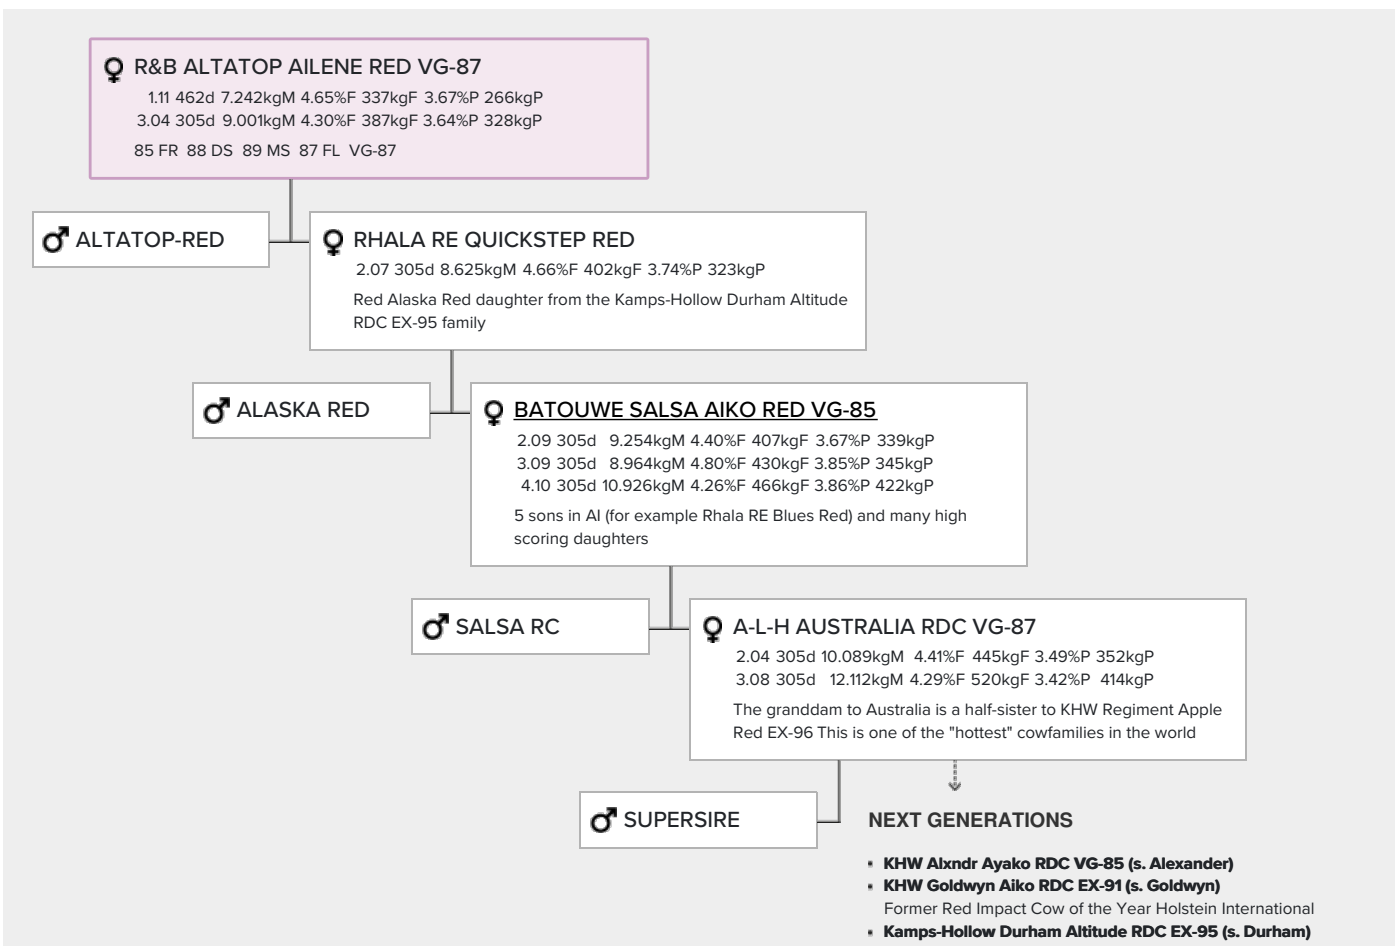 R&B ALTATOP AILENE RED VG-87
1.11 462d 7.242kgM 4.65%F 337kgF 3.67%P 266kgP
3.04 305d 9.001kgM 4.30%F 387kgF 3.64%P 328kgP
85 FR 88 DS 89 MS 87 FL VG-87
ALTATOP-RED
RHALA RE QUICKSTEP RED
2.07 305d 8.625kgM 4.66%F 402kgF 3.74%P 323kgP
Red Alaska Red daughter from the Kamps-Hollow Durham Altitude
RDC EX-95 family
ALASKA RED
BATOUWE SALSA AIKO RED VG-85
2.09 305d 9.254kgM 4.40%F 407kgF 3.67%P 339kgP
3.09 305d 8.964kgM 4.80%F 430kgF 3.85%P 345kgP
4.10 305d 10.926kgM 4.26%F 466kgF 3.86%P 422kgP
5 sons in AI (for example Rhala RE Blues Red) and many high
scoring daughters
SALSA RC
A-L-H AUSTRALIA RDC VG-87
2.04 305d 10.089kgM 4.41%F 445kgF 3.49%P 352kgP
3.08 305d 12.112kgM 4.29%F 520kgF 3.42%P 414kgP
The granddam to Australia is a half-sister to KHW Regiment Apple
Red EX-96 This is one of the "hottest" cowfamilies in the world
SUPERSIRE
NEXT GENERATIONS
▪ KHW Alxndr Ayako RDC VG-85 (s. Alexander)
▪ KHW Goldwyn Aiko RDC EX-91 (s. Goldwyn)
Former Red Impact Cow of the Year Holstein International
▪ Kamps-Hollow Durham Altitude RDC EX-95 (s. Durham)